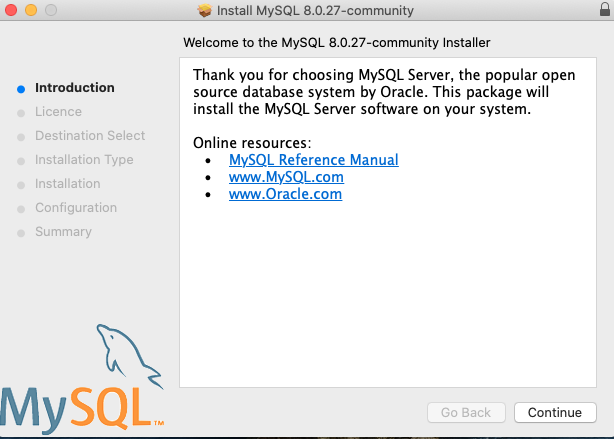 Install MySQL 8.0.27-community
Welcome to the MySQL 8.0.27-community Installer
Introduction
Licence
Destination Select
Installation Type
Installation
Configuration
Summary
Thank you for choosing MySQL Server, the popular open
source database system by Oracle. This package will
install the MySQL Server software on your system.
Online resources:
• MySQL Reference Manual
• www.MySQL.com
• www.Oracle.com
MySQL™
Go Back
Continue